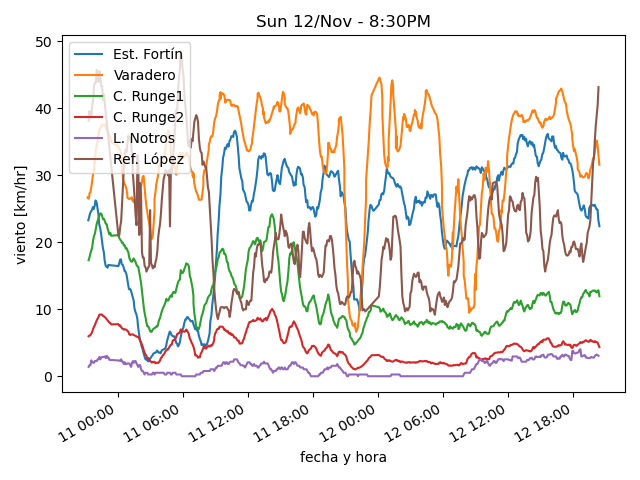 Sun 12/Nov - 8:30PM
50
40
30
20
10
0
viento [km/hr]
Est. Fortín
Varadero
C. Runge1
C. Runge2
L. Notros
Ref. López
11 00:00
11 06:00
11 12:00
11 18:00
12 00:00
12 06:00
12 12:00
12 18:00
fecha y hora